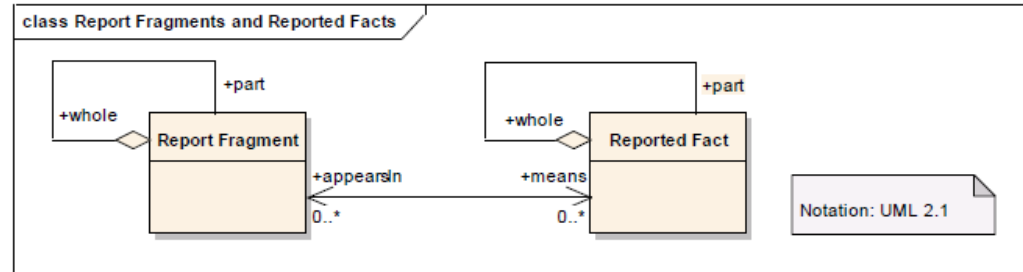 class Report Fragments and Reported Facts
+part
+whole
Report Fragment
+part
+whole
Reported Fact
+appearsIn
+means
0..*
0..*
Notation: UML 2.1